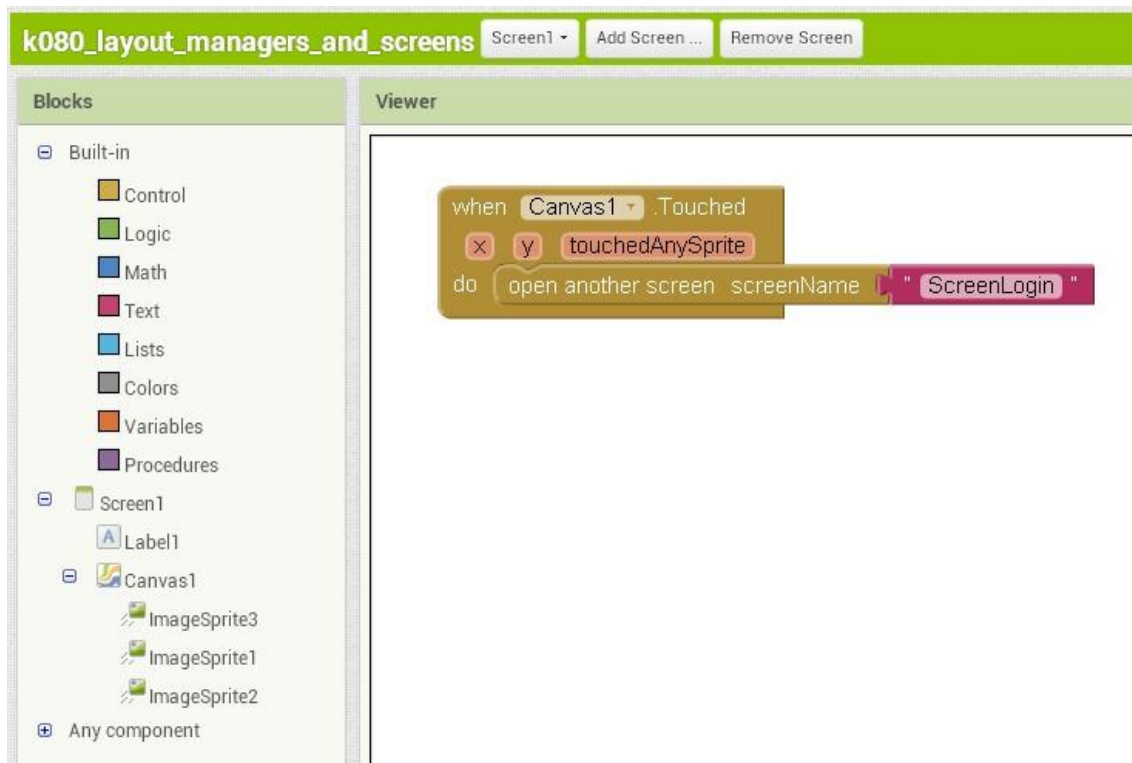 k080_layout_managers_and_screens Screen1 Add Screen ... Remove Screen
Blocks
Built-in
Control
Logic
Math
Text
Lists
Colors
Variables
Procedures
Screen1
A Label1
Canvas1
ImageSprite3
ImageSprite1
ImageSprite2
Any component
Viewer
when Canvas1 .Touched
x y touchedAnySprite
do open another screen screenName " ScreenLogin "